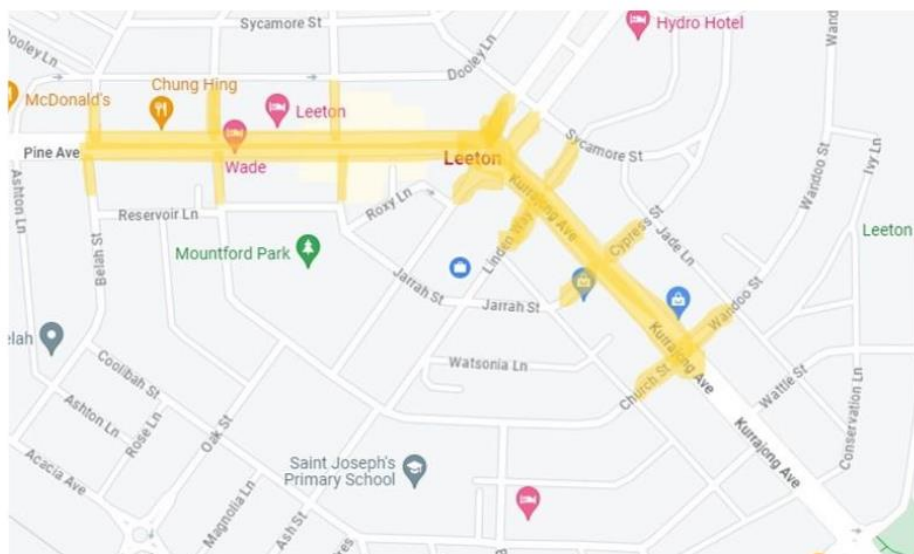 Sycamore St
Hydro Hotel
Wand
Dooley Ln
Dooley Ln
Chung Hing
McDonald's
Leeton
Pine Ave
Wade
Leeton
Sycamore St
Ivy Ln
Wandoo St
Ashton Ln
Reservoir Ln
Roxy Ln
Kurrajong Ave
Linden Way
Cypress St
Jade Ln
Leeton
Mountford Park
Belah St
Jarrah St
Jarrah St
Wandoo St
elah
Coolibah St
Watsonia Ln
Kurrajong Ave
Church St
Wattle St
Ashton Ln
Rose Ln
Oak St
Conservation Ln
Kurrajong Ave
Acacia Ave
Saint Joseph's
Primary School
Magnolia Ln
Ash St
xes
B